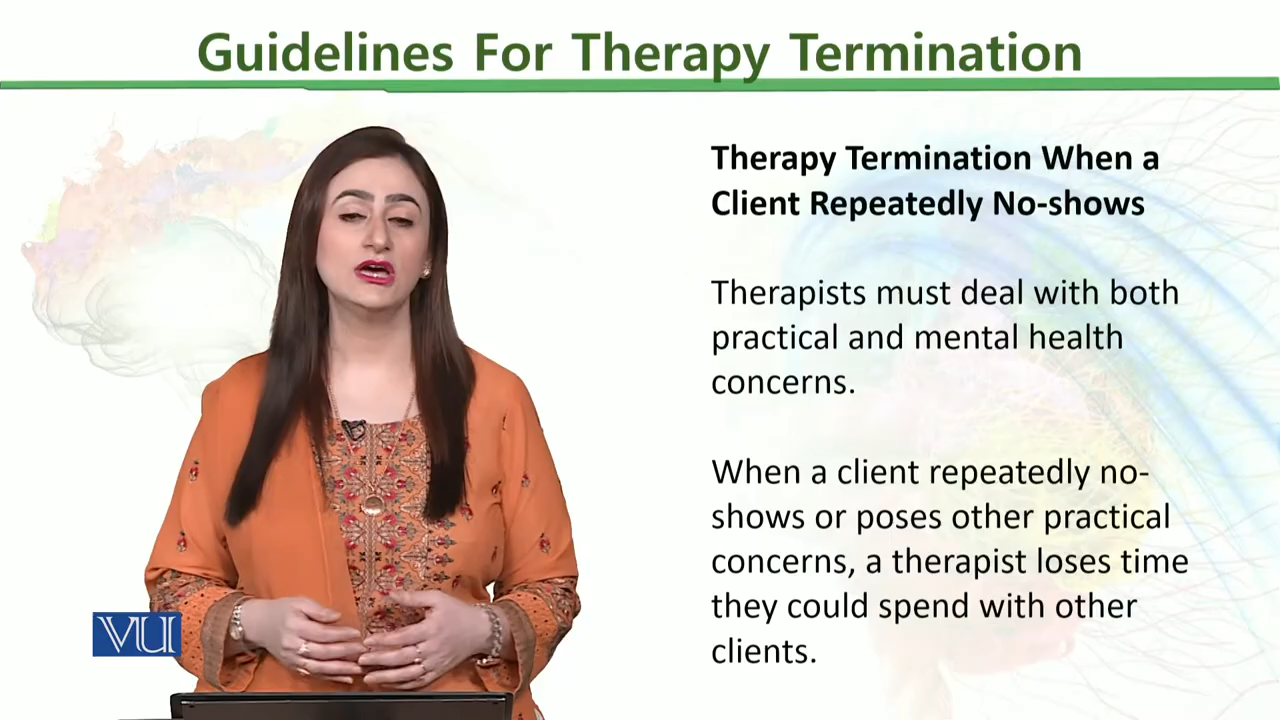 Guidelines For Therapy Termination
Therapy Termination When a
Client Repeatedly No-shows
Therapists must deal with both
practical and mental health
concerns.
When a client repeatedly no-
shows or poses other practical
concerns, a therapist loses time
they could spend with other
clients.
VU